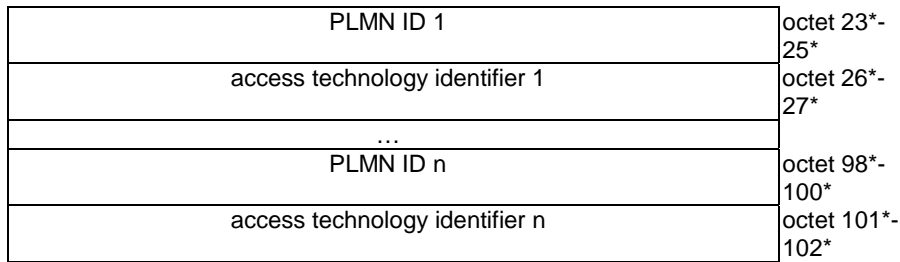 PLMN ID 1 octet 23*-
25*
access technology identifier 1 octet 26*-
27*
…
PLMN ID n octet 98*-
100*
access technology identifier n octet 101*-
102*